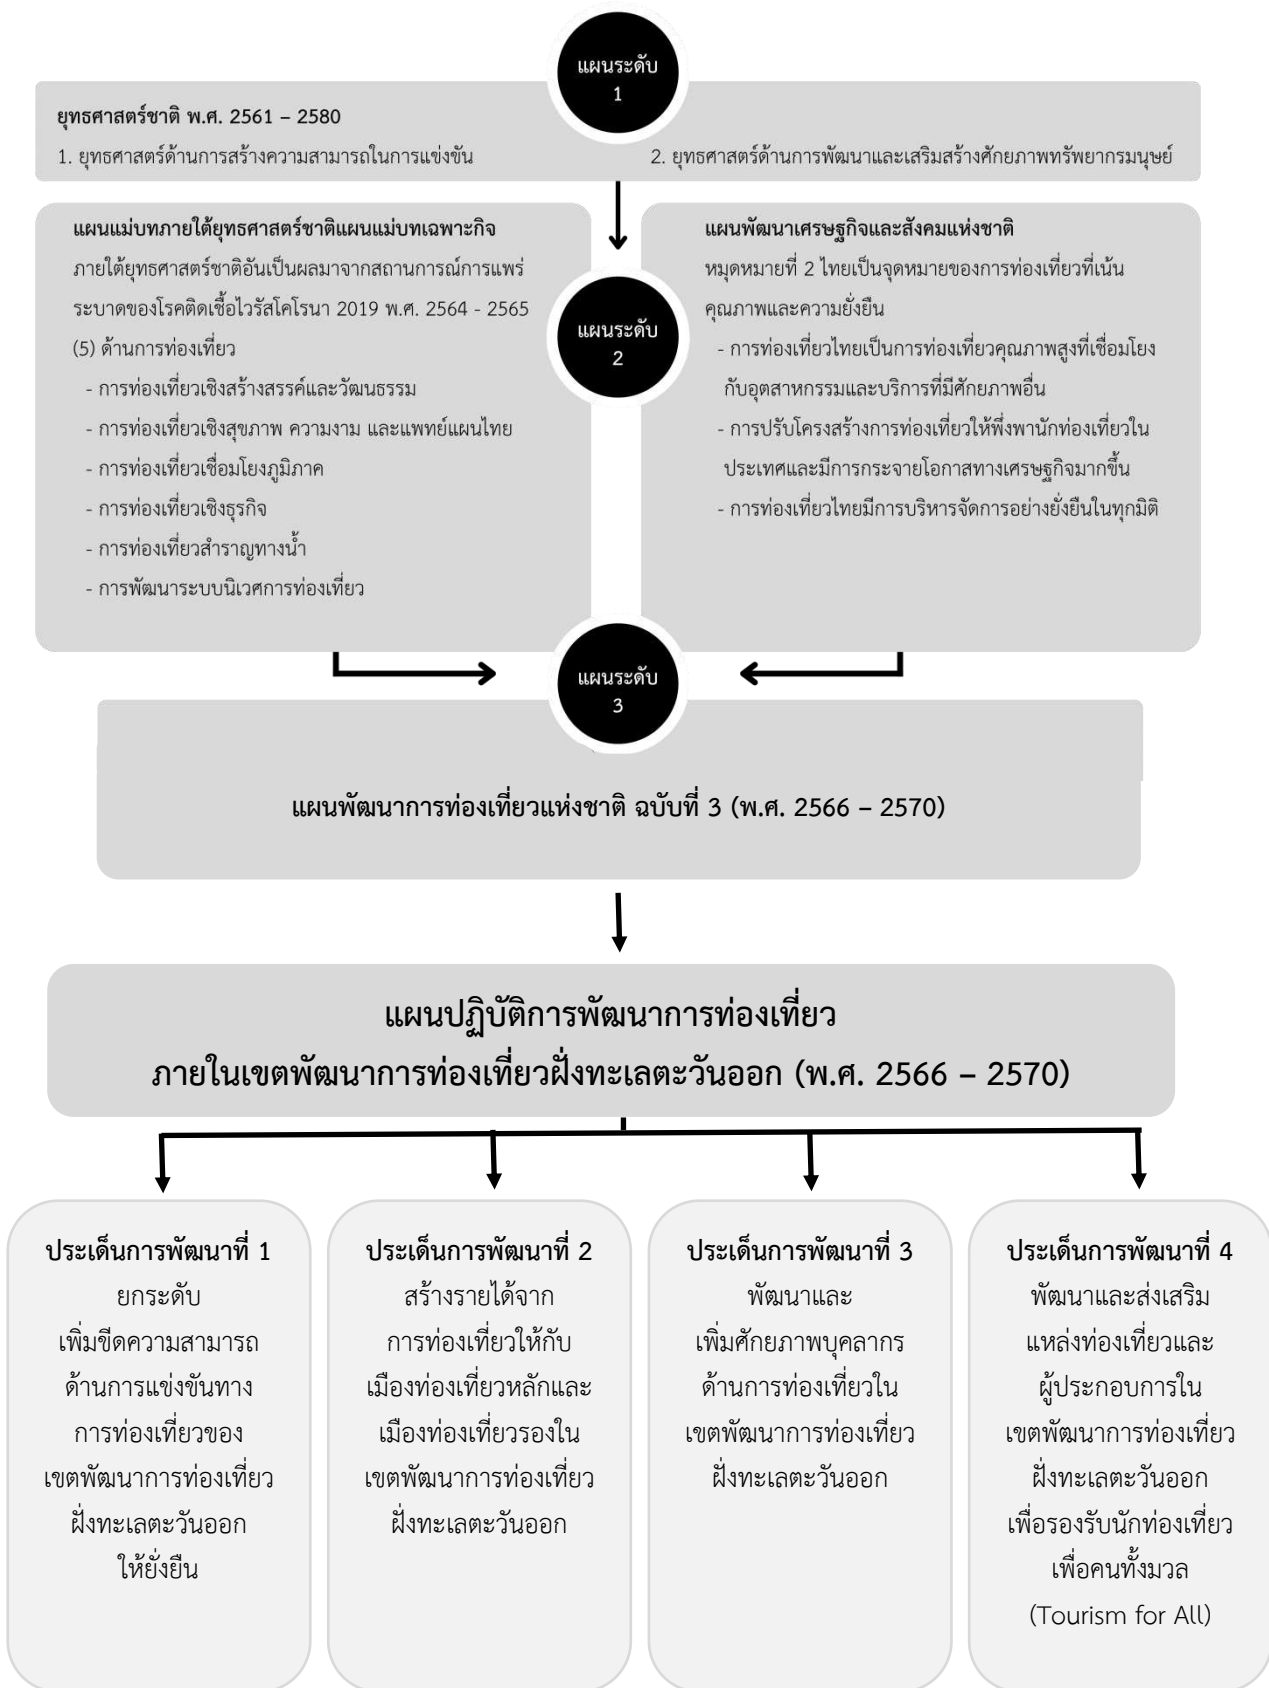 แผนระดับ
1
ยุทธศาสตร์ชาติ พ.ศ. 2561 – 2580
1. ยุทธศาสตร์ด้านการสร้างความสามารถในการแข่งขัน
2. ยุทธศาสตร์ด้านการพัฒนาและเสริมสร้างศักยภาพทรัพยากรมนุษย์
แผนระดับ
2
แผนแม่บทภายใต้ยุทธศาสตร์ชาติแผนแม่บทเฉพาะกิจ
ภายใต้ยุทธศาสตร์ชาติอันเป็นผลมาจากสถานการณ์การแพร่
ระบาดของโรคติดเชื้อไวรัสโคโรนา 2019 พ.ศ. 2564 - 2565
(5) ด้านการท่องเที่ยว
- การท่องเที่ยวเชิงสร้างสรรค์และวัฒนธรรม
- การท่องเที่ยวเชิงสุขภาพ ความงาม และแพทย์แผนไทย
- การท่องเที่ยวเชื่อมโยงภูมิภาค
- การท่องเที่ยวเชิงธุรกิจ
- การท่องเที่ยวสำราญทางน้ำ
- การพัฒนาระบบนิเวศการท่องเที่ยว
แผนพัฒนาเศรษฐกิจและสังคมแห่งชาติ
หมุดหมายที่ 2 ไทยเป็นจุดหมายของการท่องเที่ยวที่เน้น
คุณภาพและความยั่งยืน
- การท่องเที่ยวไทยเป็นการท่องเที่ยวคุณภาพสูงที่เชื่อมโยง
กับอุตสาหกรรมและบริการที่มีศักยภาพอื่น
- การปรับโครงสร้างการท่องเที่ยวให้พึ่งพานักท่องเที่ยวใน
ประเทศและมีการกระจายโอกาสทางเศรษฐกิจมากขึ้น
- การท่องเที่ยวไทยมีการบริหารจัดการอย่างยั่งยืนในทุกมิติ
แผนระดับ
3
แผนพัฒนาการท่องเที่ยวแห่งชาติ ฉบับที่ 3 (พ.ศ. 2566 – 2570)
แผนปฏิบัติการพัฒนาการท่องเที่ยว
ภายในเขตพัฒนาการท่องเที่ยวฝั่งทะเลตะวันออก (พ.ศ. 2566 – 2570)
ประเด็นการพัฒนาที่ 1
ยกระดับ
เพิ่มขีดความสามารถ
ด้านการแข่งขันทาง
การท่องเที่ยวของ
เขตพัฒนาการท่องเที่ยว
ฝั่งทะเลตะวันออก
ให้ยั่งยืน
ประเด็นการพัฒนาที่ 2
สร้างรายได้จาก
การท่องเที่ยวให้กับ
เมืองท่องเที่ยวหลักและ
เมืองท่องเที่ยวรองใน
เขตพัฒนาการท่องเที่ยว
ฝั่งทะเลตะวันออก
ประเด็นการพัฒนาที่ 3
พัฒนาและ
เพิ่มศักยภาพบุคลากร
ด้านการท่องเที่ยวใน
เขตพัฒนาการท่องเที่ยว
ฝั่งทะเลตะวันออก
ประเด็นการพัฒนาที่ 4
พัฒนาและส่งเสริม
แหล่งท่องเที่ยวและ
ผู้ประกอบการใน
เขตพัฒนาการท่องเที่ยว
ฝั่งทะเลตะวันออก
เพื่อรองรับนักท่องเที่ยว
เพื่อคนทั้งมวล
(Tourism for All)